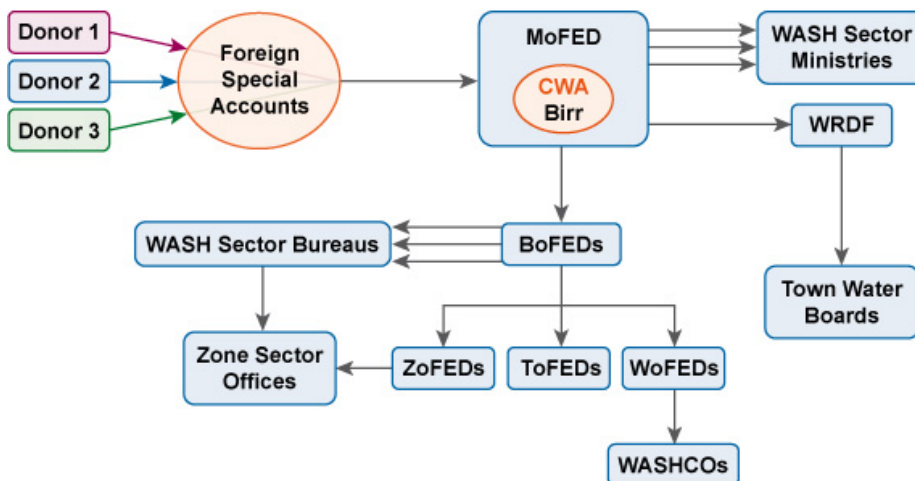 Donor 1
Donor 2
Donor 3
Foreign
Special
Accounts
MoFED
CWA
Birr
WASH Sector
Ministries
WRDF
Town Water
Boards
BoFEDs
WASH Sector Bureaus
Zone Sector
Offices
ZoFEDs
ToFEDs
WoFEDs
WASHCOs